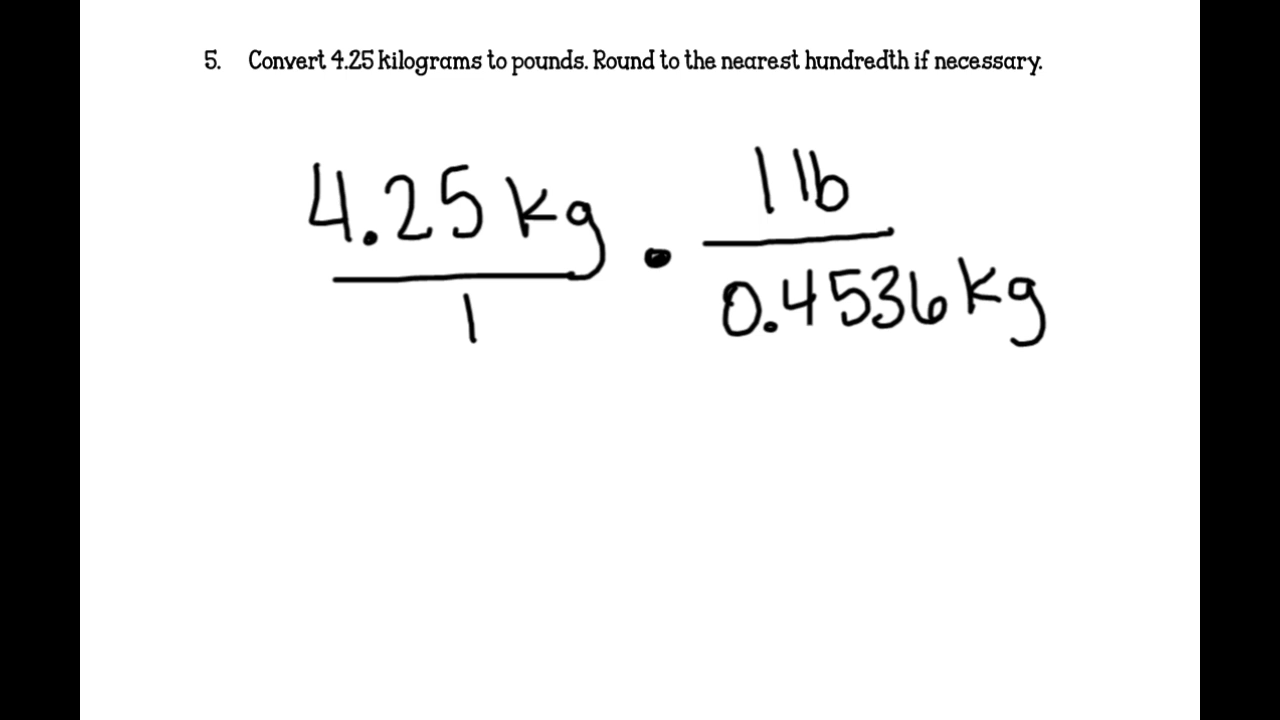 5. Convert 4.25 kilograms to pounds. Round to the nearest hundredth if necessary.
4.25 kg · 1 lb
1 0.4536 kg